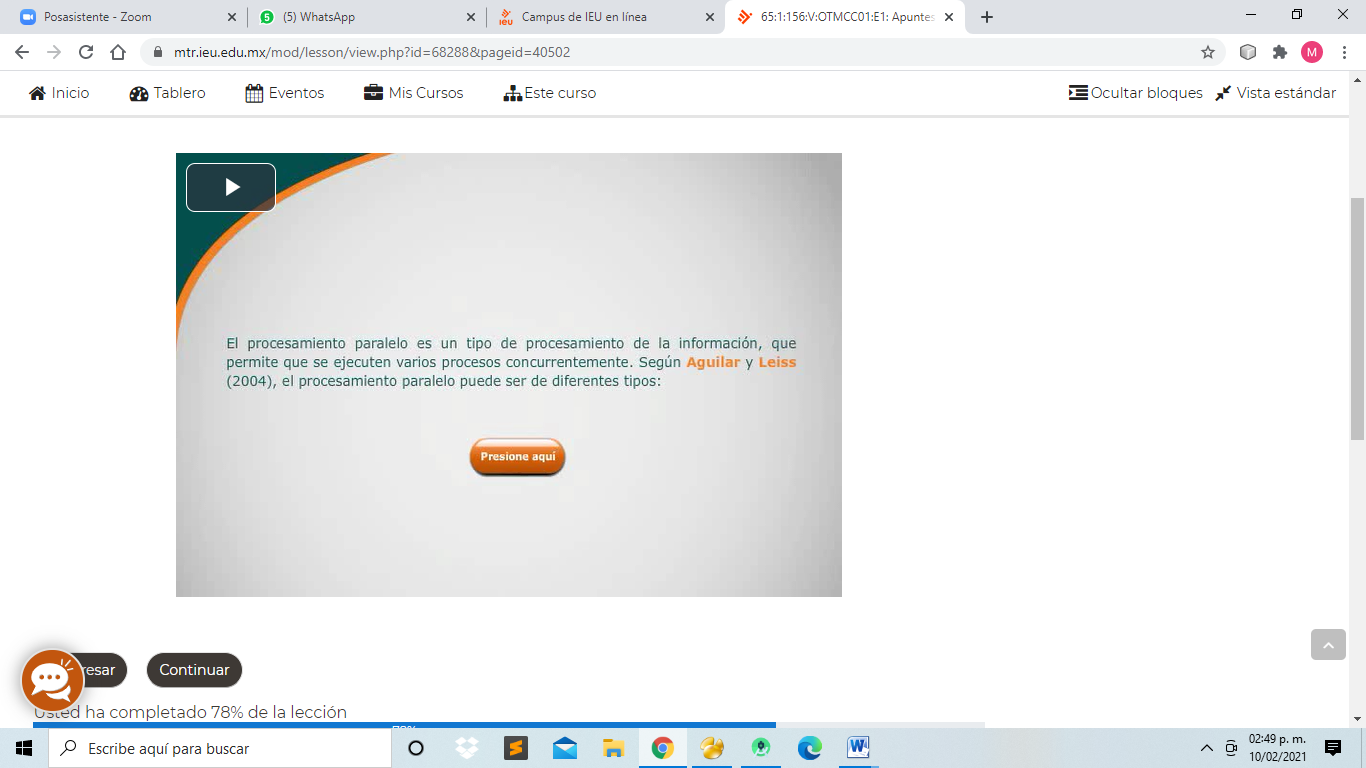 Posasistente - Zoom
(5) WhatsApp
ieu
Campus de IEU en línea
65:1:156:V:OTMCC01:E1: Apuntes
mtr.ieu.edu.mx/mod/lesson/view.php?id=68288&pageid=40502
M
Inicio
Tablero
Eventos
Mis Cursos
Este curso
Ocultar bloques
Vista estándar
El procesamiento paralelo es un tipo de procesamiento de la información, que
permite que se ejecuten varios procesos concurrentemente. Según Aguilar y Leiss
(2004), el procesamiento paralelo puede ser de diferentes tipos:
Presione aquí
resar
Continuar
Usted ha completado 78% de la lección
Escribe aquí para buscar
02:49 p. m.
10/02/2021